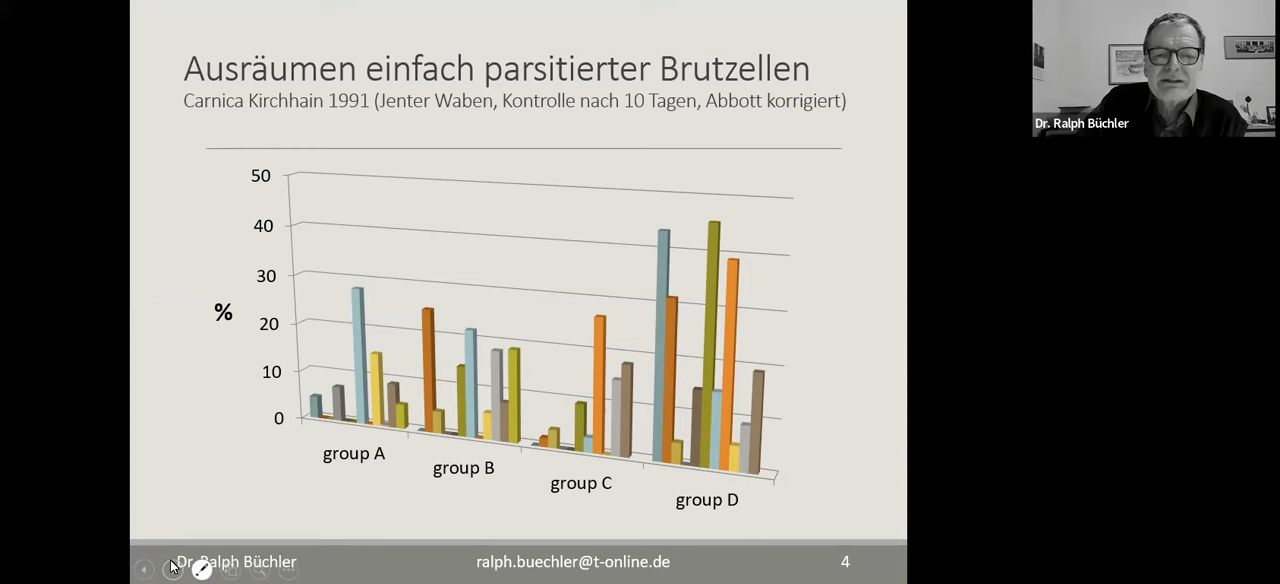 Ausräumen einfach parsitierter Brutzellen
Carnica Kirchhain 1991 (Jenter Waben, Kontrolle nach 10 Tagen, Abbott korrigiert)
50
40
30
%
20
10
0
group A
group B
group C
group D
Dr. Ralph Büchler
ralph.buechler@t-online.de
4
Dr. Ralph Büchler